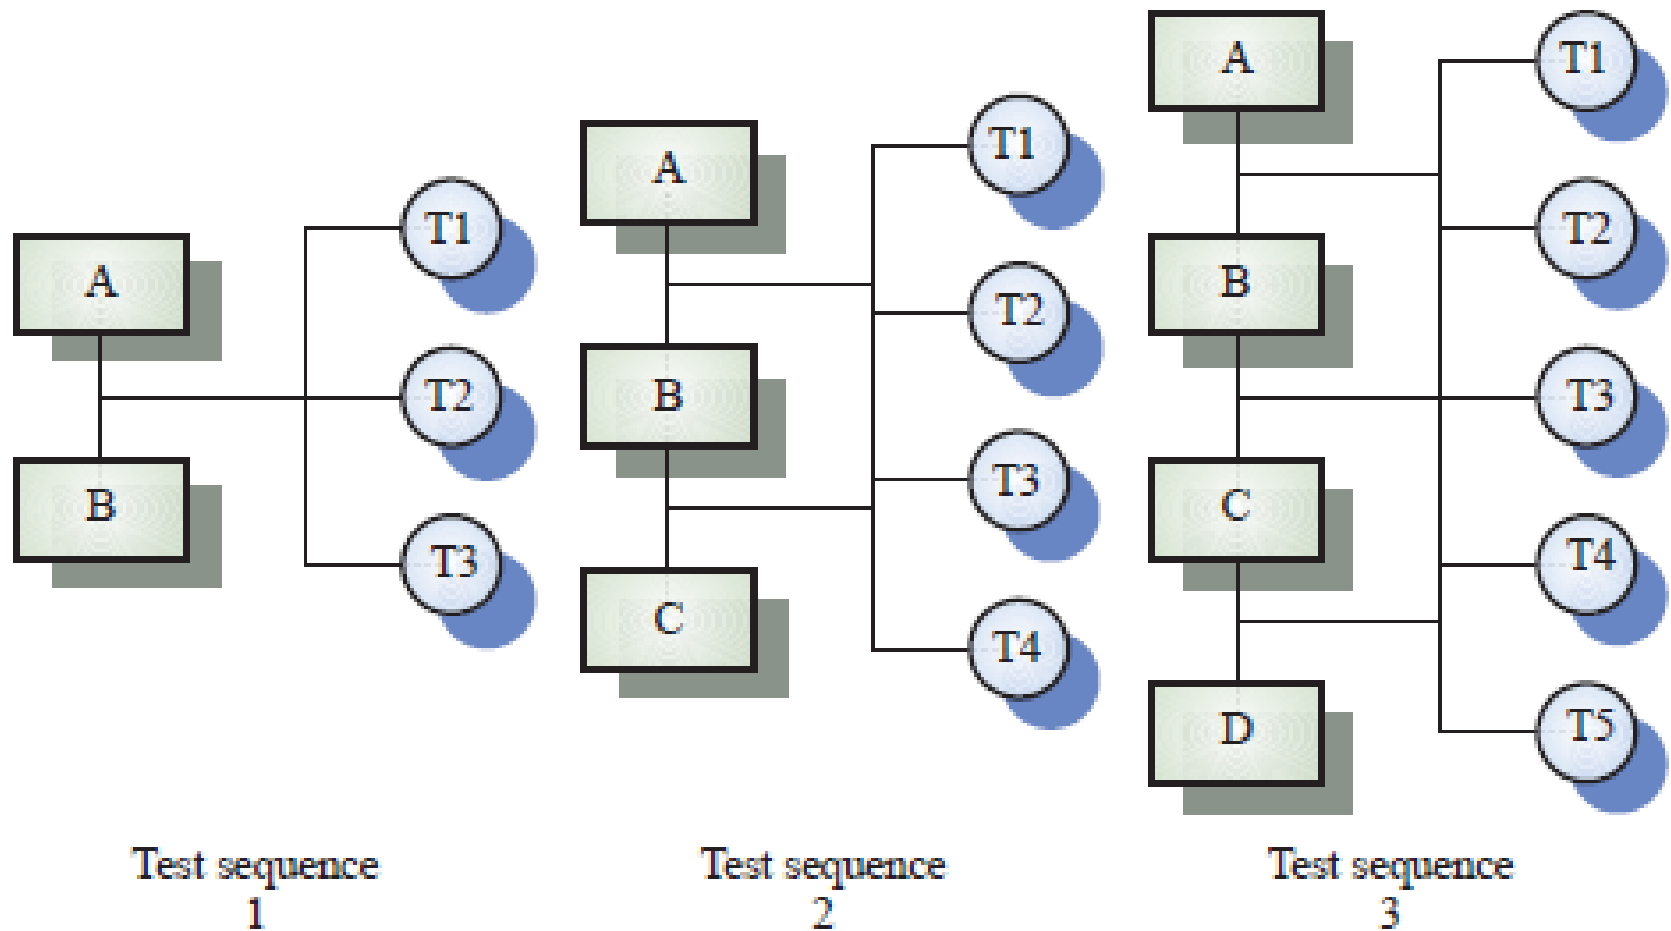 A
B
T1
T2
T3
Test sequence
1
A
B
C
T1
T2
T3
T4
Test sequence
2
A
B
C
D
T1
T2
T3
T4
T5
Test sequence
3